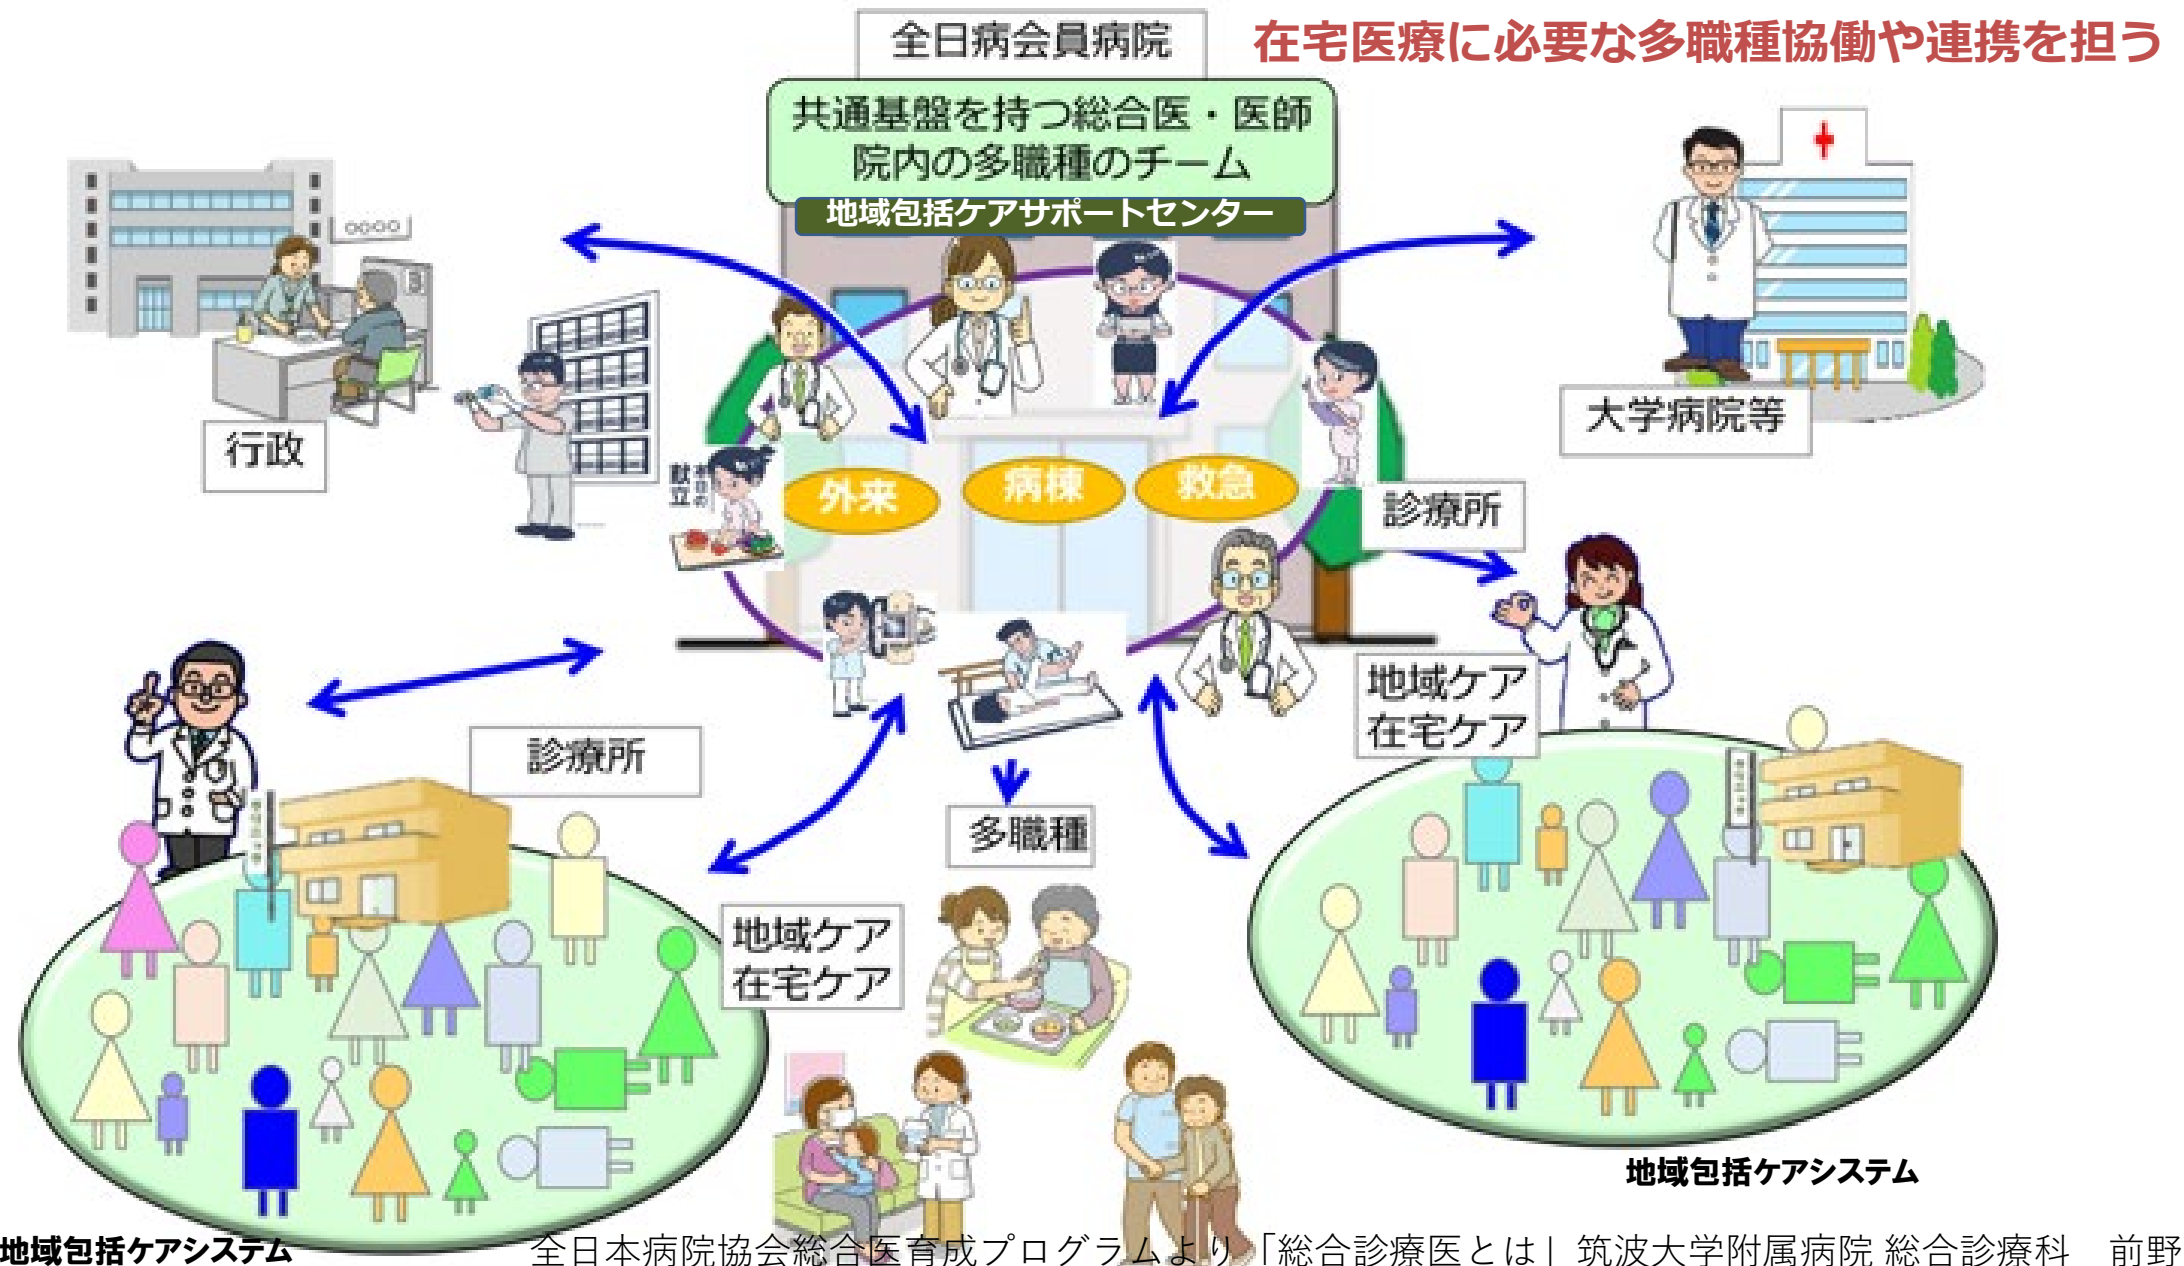 全日病会員病院
在宅医療に必要な多職種協働や連携を担う
共通基盤を持つ総合医・医師
院内の多職種のチーム
地域包括ケアサポートセンター
行政
大学病院等
本日の
献立
外来
病棟
救急
診療所
地域ケア
在宅ケア
診療所
多職種
地域ケア
在宅ケア
地域包括ケアシステム
地域包括ケアシステム
全日本病院協会総合医育成プログラムより「総合診療医とは」筑波大学附属病院 総合診療科　前野